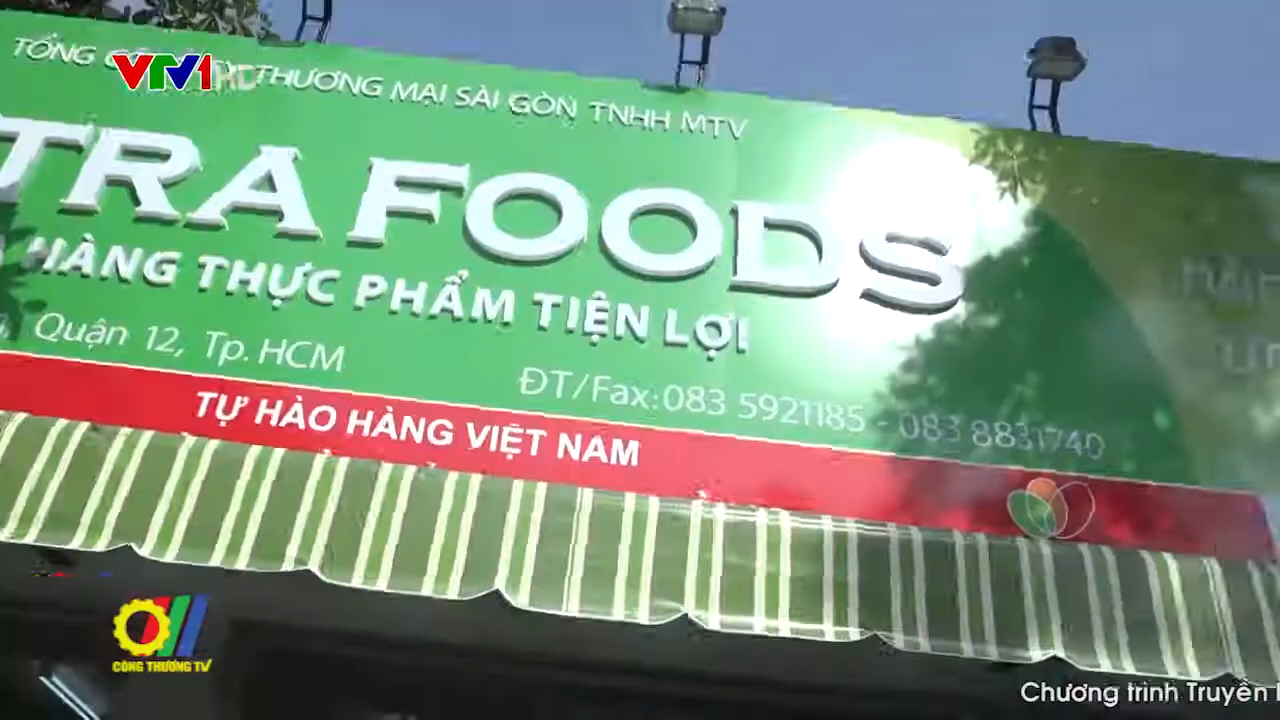 TỔNG
VTV1 HD
THƯƠNG MẠI SÀI GÒN TNHH MTV
TRA FOODS
HÀNG THỰC PHẨM TIỆN LỢI
Quận 12, Tp. HCM
ĐT/Fax: 083 5921185 - 083 8831740
TỰ HÀO HÀNG VIỆT NAM
CÔNG THƯƠNG TV
Chương trình Truyền